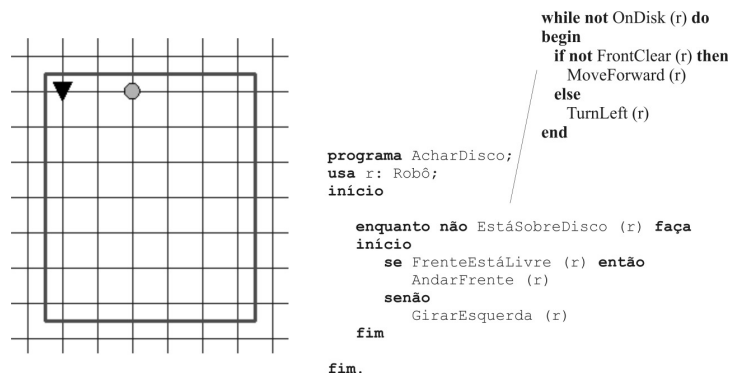 while not OnDisk (r) do
begin
if not FrontClear (r) then
MoveForward (r)
else
TurnLeft (r)
end
programa AcharDisco;
usa r: Robô;
início
enquanto não EstáSobreDisco (r) faça
início
se FrenteEstáLivre (r) então
AndarFrente (r)
senão
GirarEsquerda (r)
fim
fim.